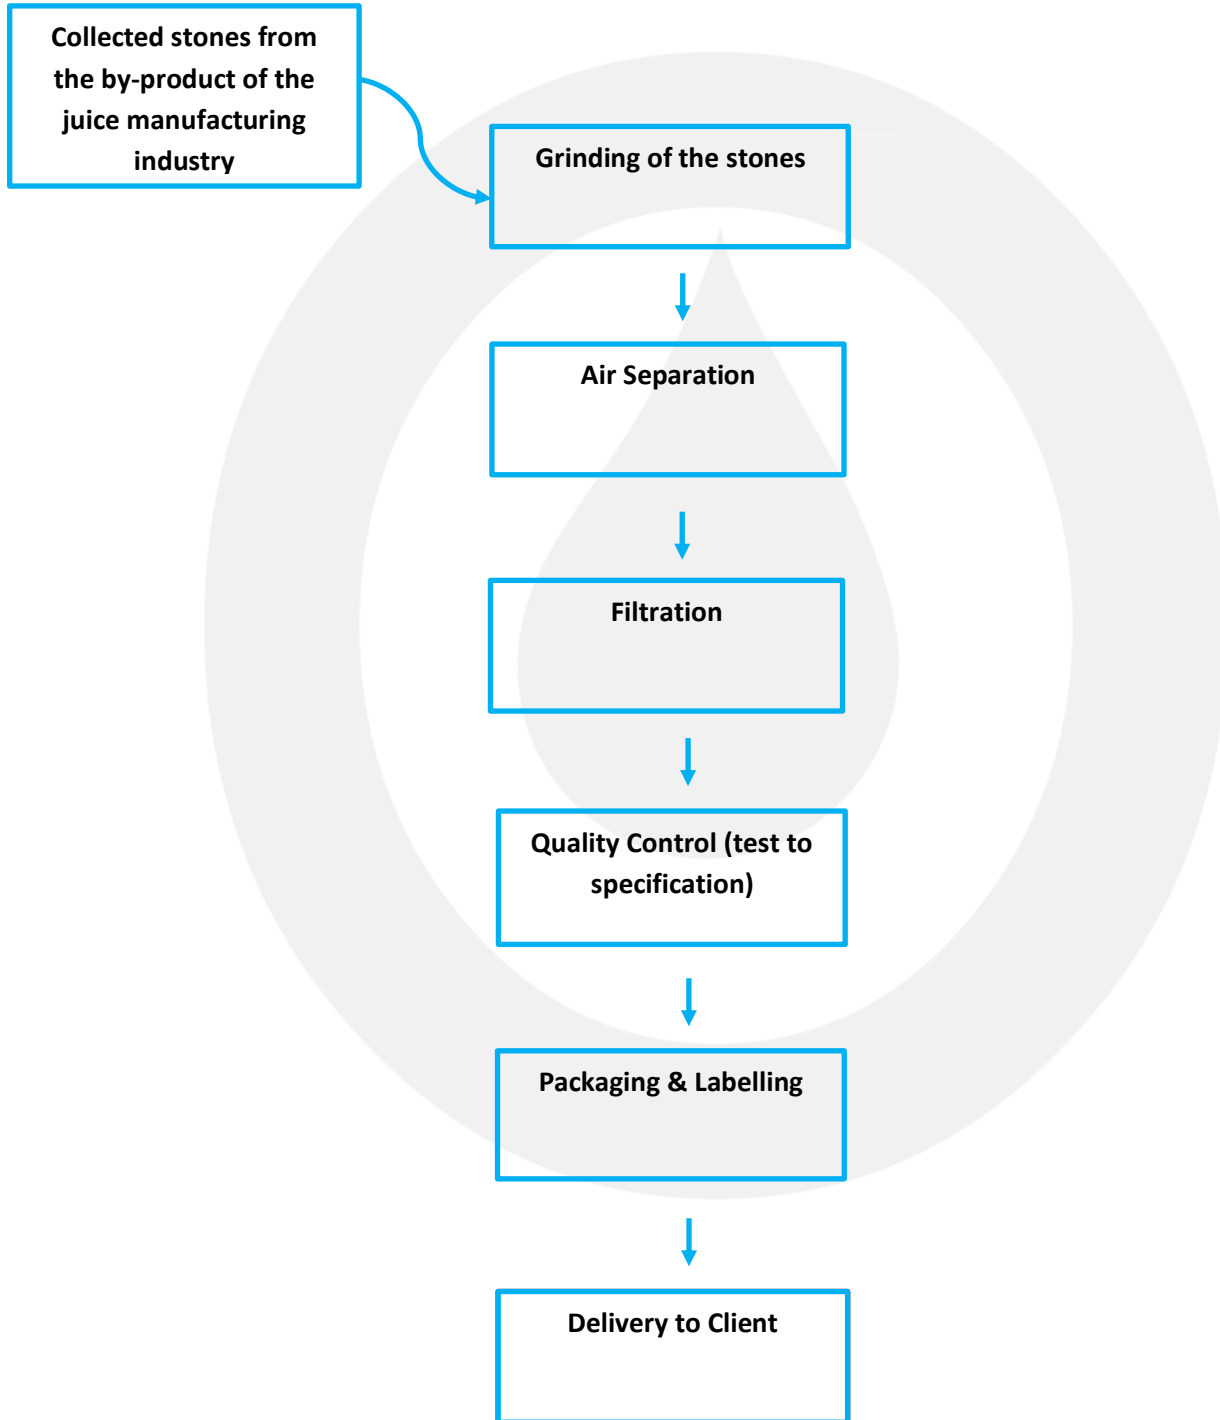 Collected stones from
the by-product of the
juice manufacturing
industry
Grinding of the stones
Air Separation
Filtration
Quality Control (test to
specification)
Packaging & Labelling
Delivery to Client